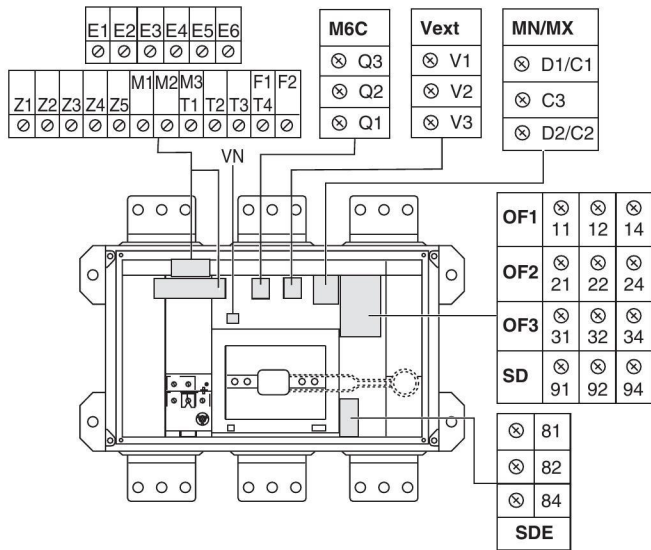 E1 E2 E3 E4 E5 E6
M1 M2 M3 F1 F2
Z1 Z2 Z3 Z4 Z5 T1 T2 T3 T4
VN
M6C
Q3
Q2
Q1
Vext
V1
V2
V3
MN/MX
D1/C1
C3
D2/C2
OF1 11 12 14
OF2 21 22 24
OF3 31 32 34
SD 91 92 94
81
82
84
SDE